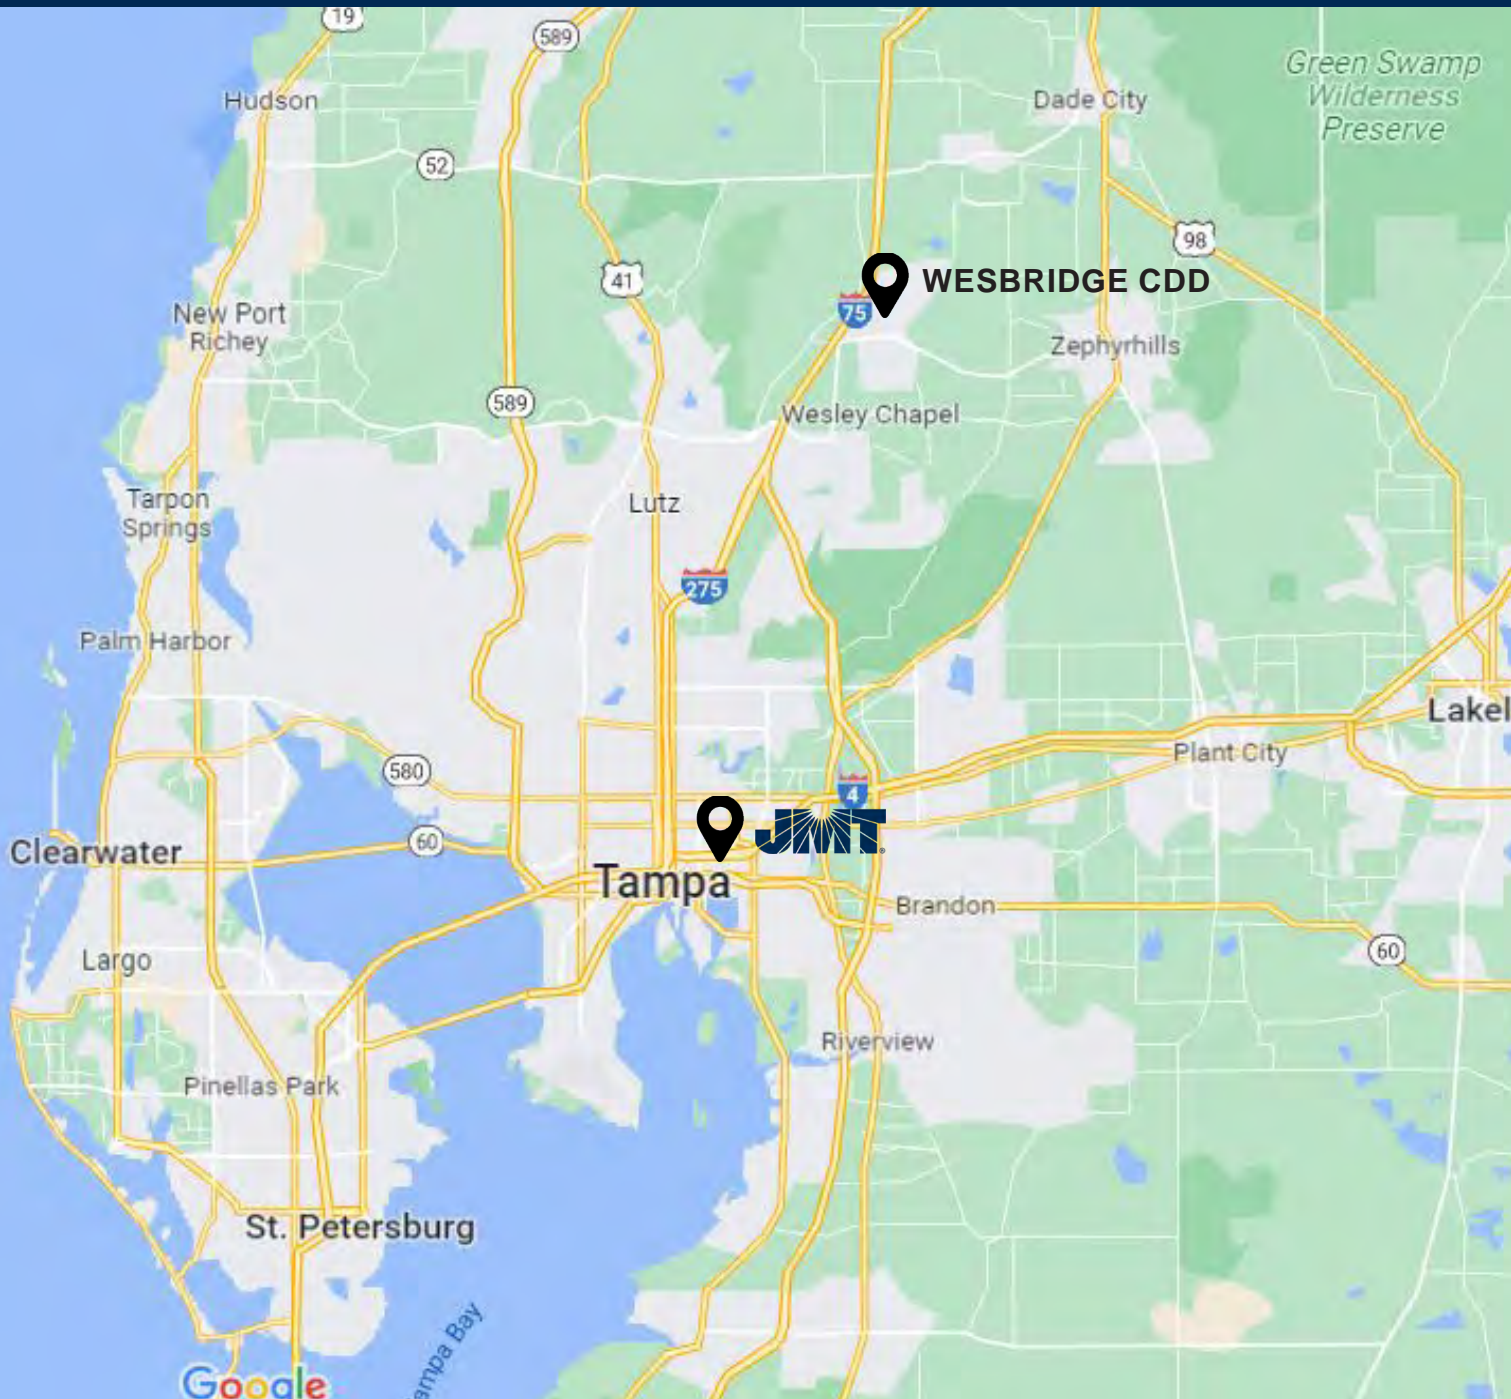 19
589
Green Swamp
Wilderness
Preserve
Hudson
Dade City
52
98
41
WESBRIDGE CDD
75
New Port
Richey
Zephyrhills
589
Wesley Chapel
Tarpon
Springs
Lutz
275
Palm Harbor
Lakel
Plant City
580
4
JMT
®
60
Clearwater
Tampa
Brandon
60
Largo
Riverview
Pinellas Park
St. Petersburg
ampa Bay
Google